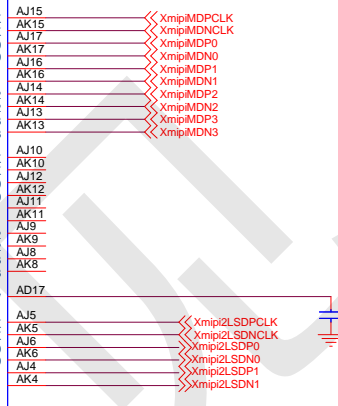 AJ15 XmipiMDPCLK
AK15 XmipiMDNCLK
AJ17 XmipiMDP0
AK17 XmipiMDN0
AJ16 XmipiMDP1
AK16 XmipiMDN1
AJ14 XmipiMDP2
AK14 XmipiMDN2
AJ13 XmipiMDP3
AK13 XmipiMDN3
AJ10
AK10
AJ12
AK12
AJ11
AK11
AJ9
AK9
AJ8
AK8
AD17
AJ5 Xmipi2LSDPCLK
AK5 Xmipi2LSDNCLK
AJ6 Xmipi2LSDP0
AK6 Xmipi2LSDN0
AJ4 Xmipi2LSDP1
AK4 Xmipi2LSDN1